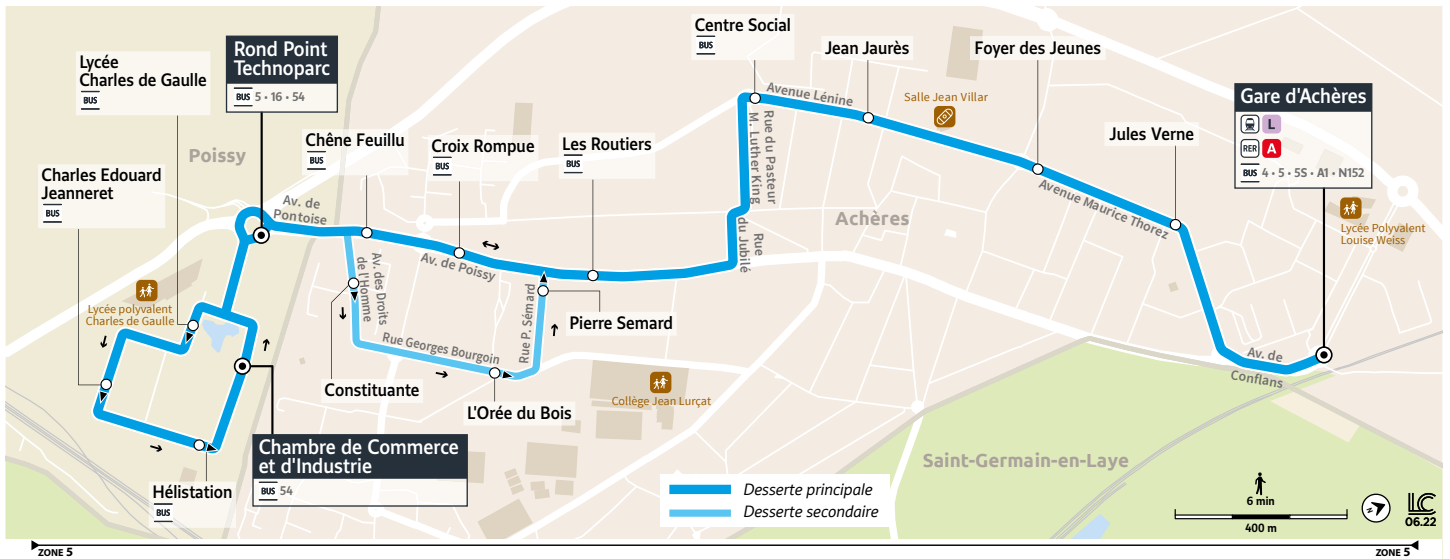 Centre Social
BUS
Jean Jaurès
Foyer des Jeunes
Rond Point
Technoparc
BUS 5 • 16 • 54
Lycée
Charles de Gaulle
BUS
Gare d'Achères
L
RER A
BUS 4 • 5 • 5S • A1 • N152
Avenue Lénine
Salle Jean Villar
Chêne Feuillu
BUS
Croix Rompue
BUS
Les Routiers
BUS
Jules Verne
Poissy
Charles Edouard
Jeanneret
BUS
Rue du Pasteur
M. Luther King
Avenue Maurice Thorez
Av. de
Pontoise
Achères
Lycée Polyvalent
Louise Weiss
Rue
du Jubilé
Av. de Poissy
Av. des Droits
de l'Homme
Lycée polyvalent
Charles de Gaulle
Rue P. Sémard
Pierre Semard
Rue Georges Bourgoin
Av. de
Conflans
Constituante
L'Orée du Bois
Collège Jean Lurçat
Chambre de Commerce
et d'Industrie
BUS 54
Saint-Germain-en-Laye
Hélistation
BUS
Desserte principale
Desserte secondaire
6 min
400 m
LC
06.22
ZONE 5
ZONE 5